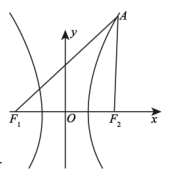 A
y
F₁ O F₂ x